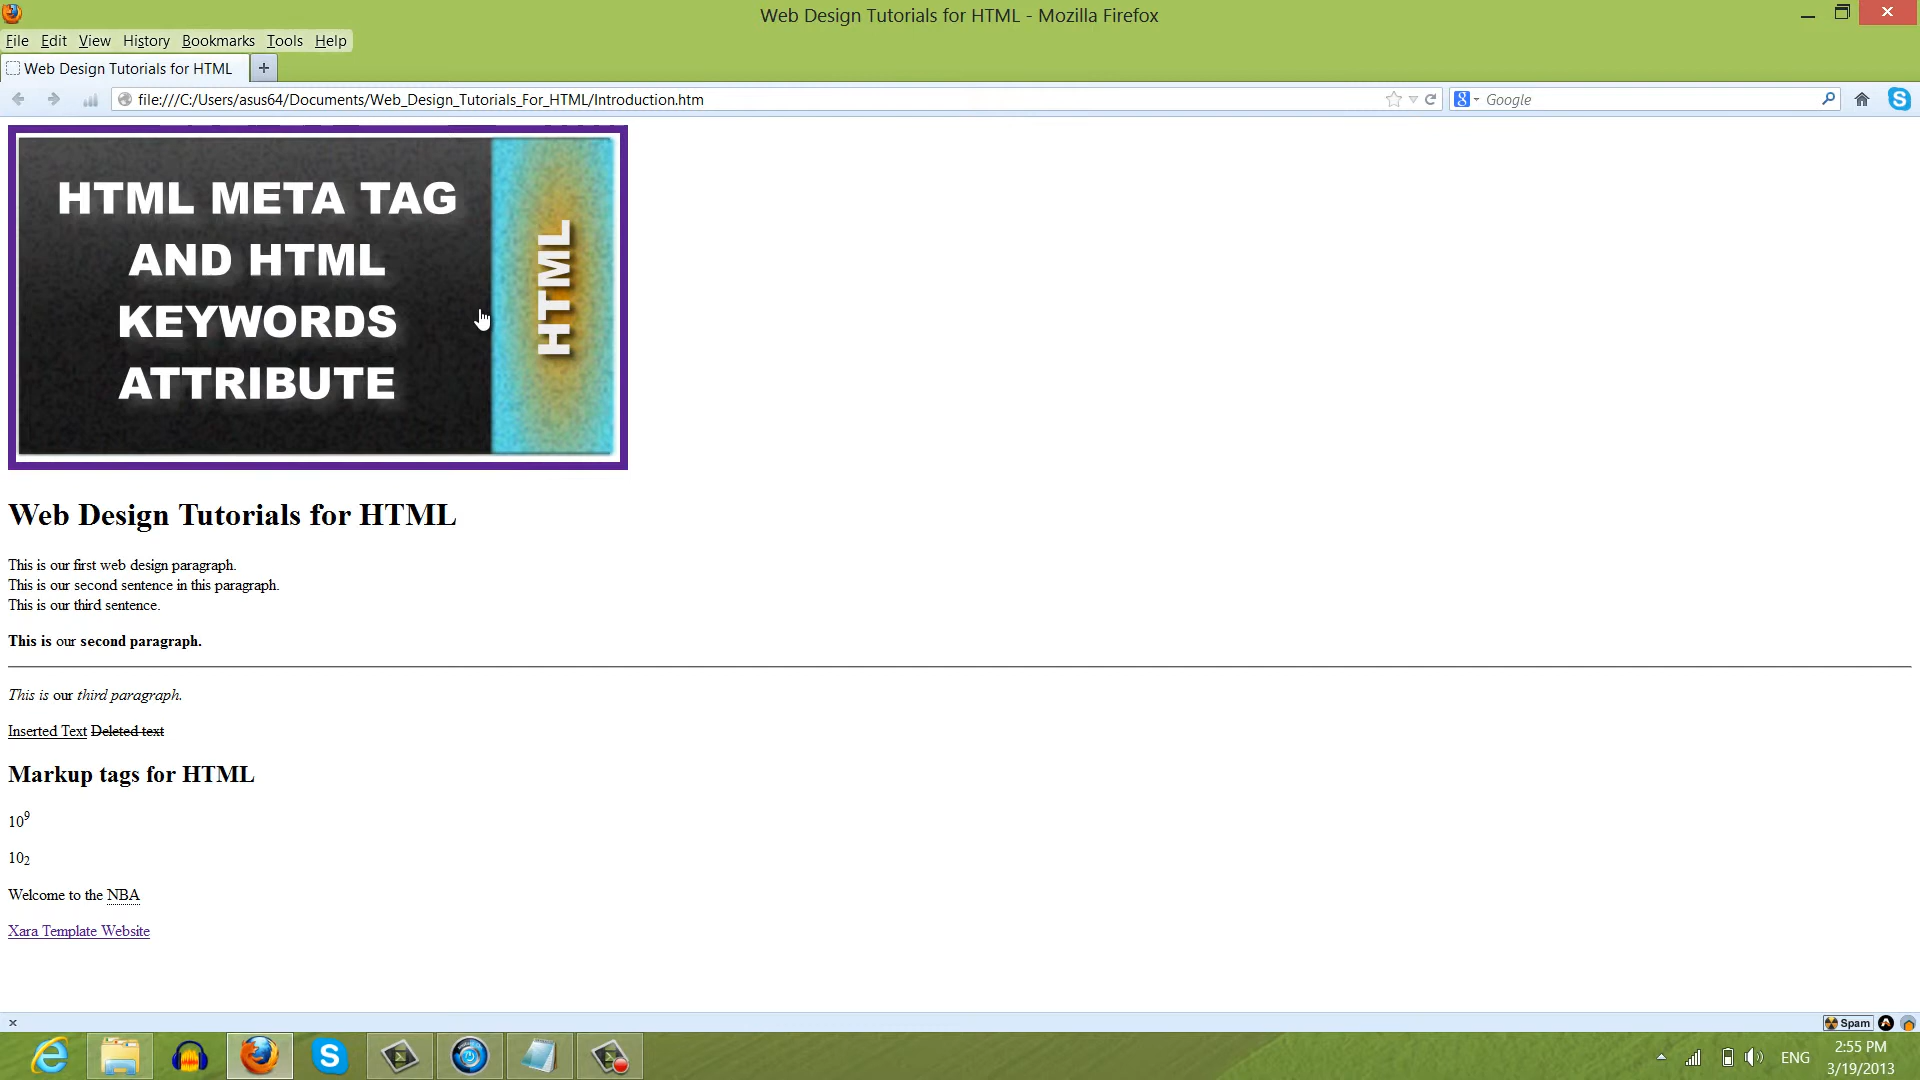 Web Design Tutorials for HTML - Mozilla Firefox
File Edit View History Bookmarks Tools Help
Web Design Tutorials for HTML +
file:///C:/Users/asus64/Documents/Web_Design_Tutorials_For_HTML/Introduction.htm
8 Google S
HTML META TAG
AND HTML
KEYWORDS
ATTRIBUTE
HTML
Web Design Tutorials for HTML
This is our first web design paragraph.
This is our second sentence in this paragraph.
This is our third sentence.
This is our second paragraph.
This is our third paragraph.
Inserted Text Deleted text
Markup tags for HTML
10⁹
10₂
Welcome to the NBA
Xara Template Website
x Spam
ENG
2:55 PM
3/19/2013